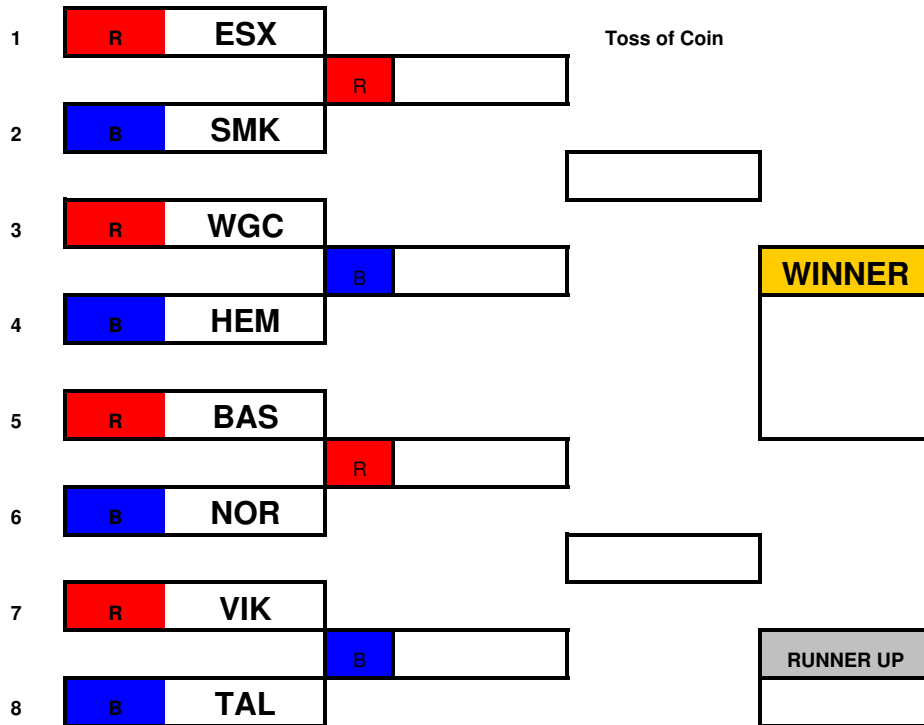 1 R ESX Toss of Coin
R
2 B SMK
3 R WGC
B WINNER
4 B HEM
5 R BAS
R
6 B NOR
7 R VIK
B RUNNER UP
8 B TAL